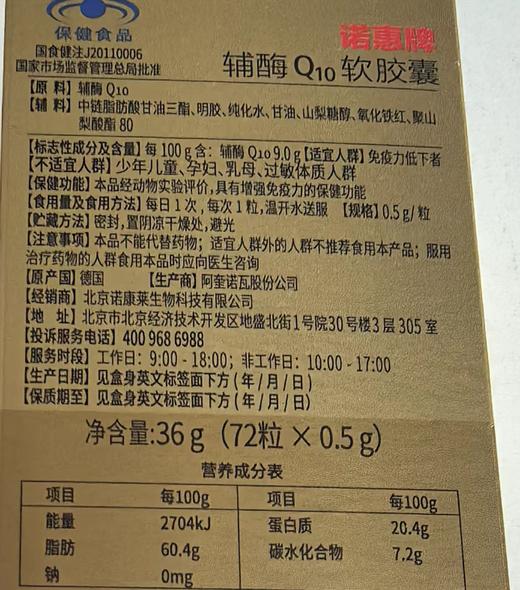 保健食品
国食健注J20110006
国家市场监督管理总局批准
诺惠牌
辅酶Q10软胶囊
【原 料】辅酶Q10
【辅 料】中链脂肪酸甘油三酯、明胶、纯化水、甘油、山梨糖醇、氧化铁红、聚山
梨酸酯80
【标志性成分及含量】每100g含：辅酶Q10 9.0g【适宜人群】免疫力低下者
【不适宜人群】少年儿童、孕妇、乳母、过敏体质人群
【保健功能】本品经动物实验评价,具有增强免疫力的保健功能
【食用量及食用方法】每日1次,每次1粒,温开水送服 【规格】0.5g/粒
【贮藏方法】密封,置阴凉干燥处,避光
【注意事项】本品不能代替药物；适宜人群外的人群不推荐食用本产品；服用
治疗药物的人群食用本品时应向医生咨询
【原产国】德国 【生产商】阿奎诺瓦股份公司
【经销商】北京诺康莱生物科技有限公司
【地 址】北京市北京经济技术开发区地盛北街1号院30号楼3层305室
【投诉服务电话】400 968 6988
【服务时段】工作日：9:00 - 18:00；非工作日：10:00 - 17:00
【生产日期】见盒身英文标签面下方(年/月/日)
【保质期至】见盒身英文标签面下方(年/月/日)
净含量:36g（72粒×0.5g）
营养成分表
项目 每100g 项目 每100g
能量 2704kJ 蛋白质 20.4g
脂肪 60.4g 碳水化合物 7.2g
钠 0mg